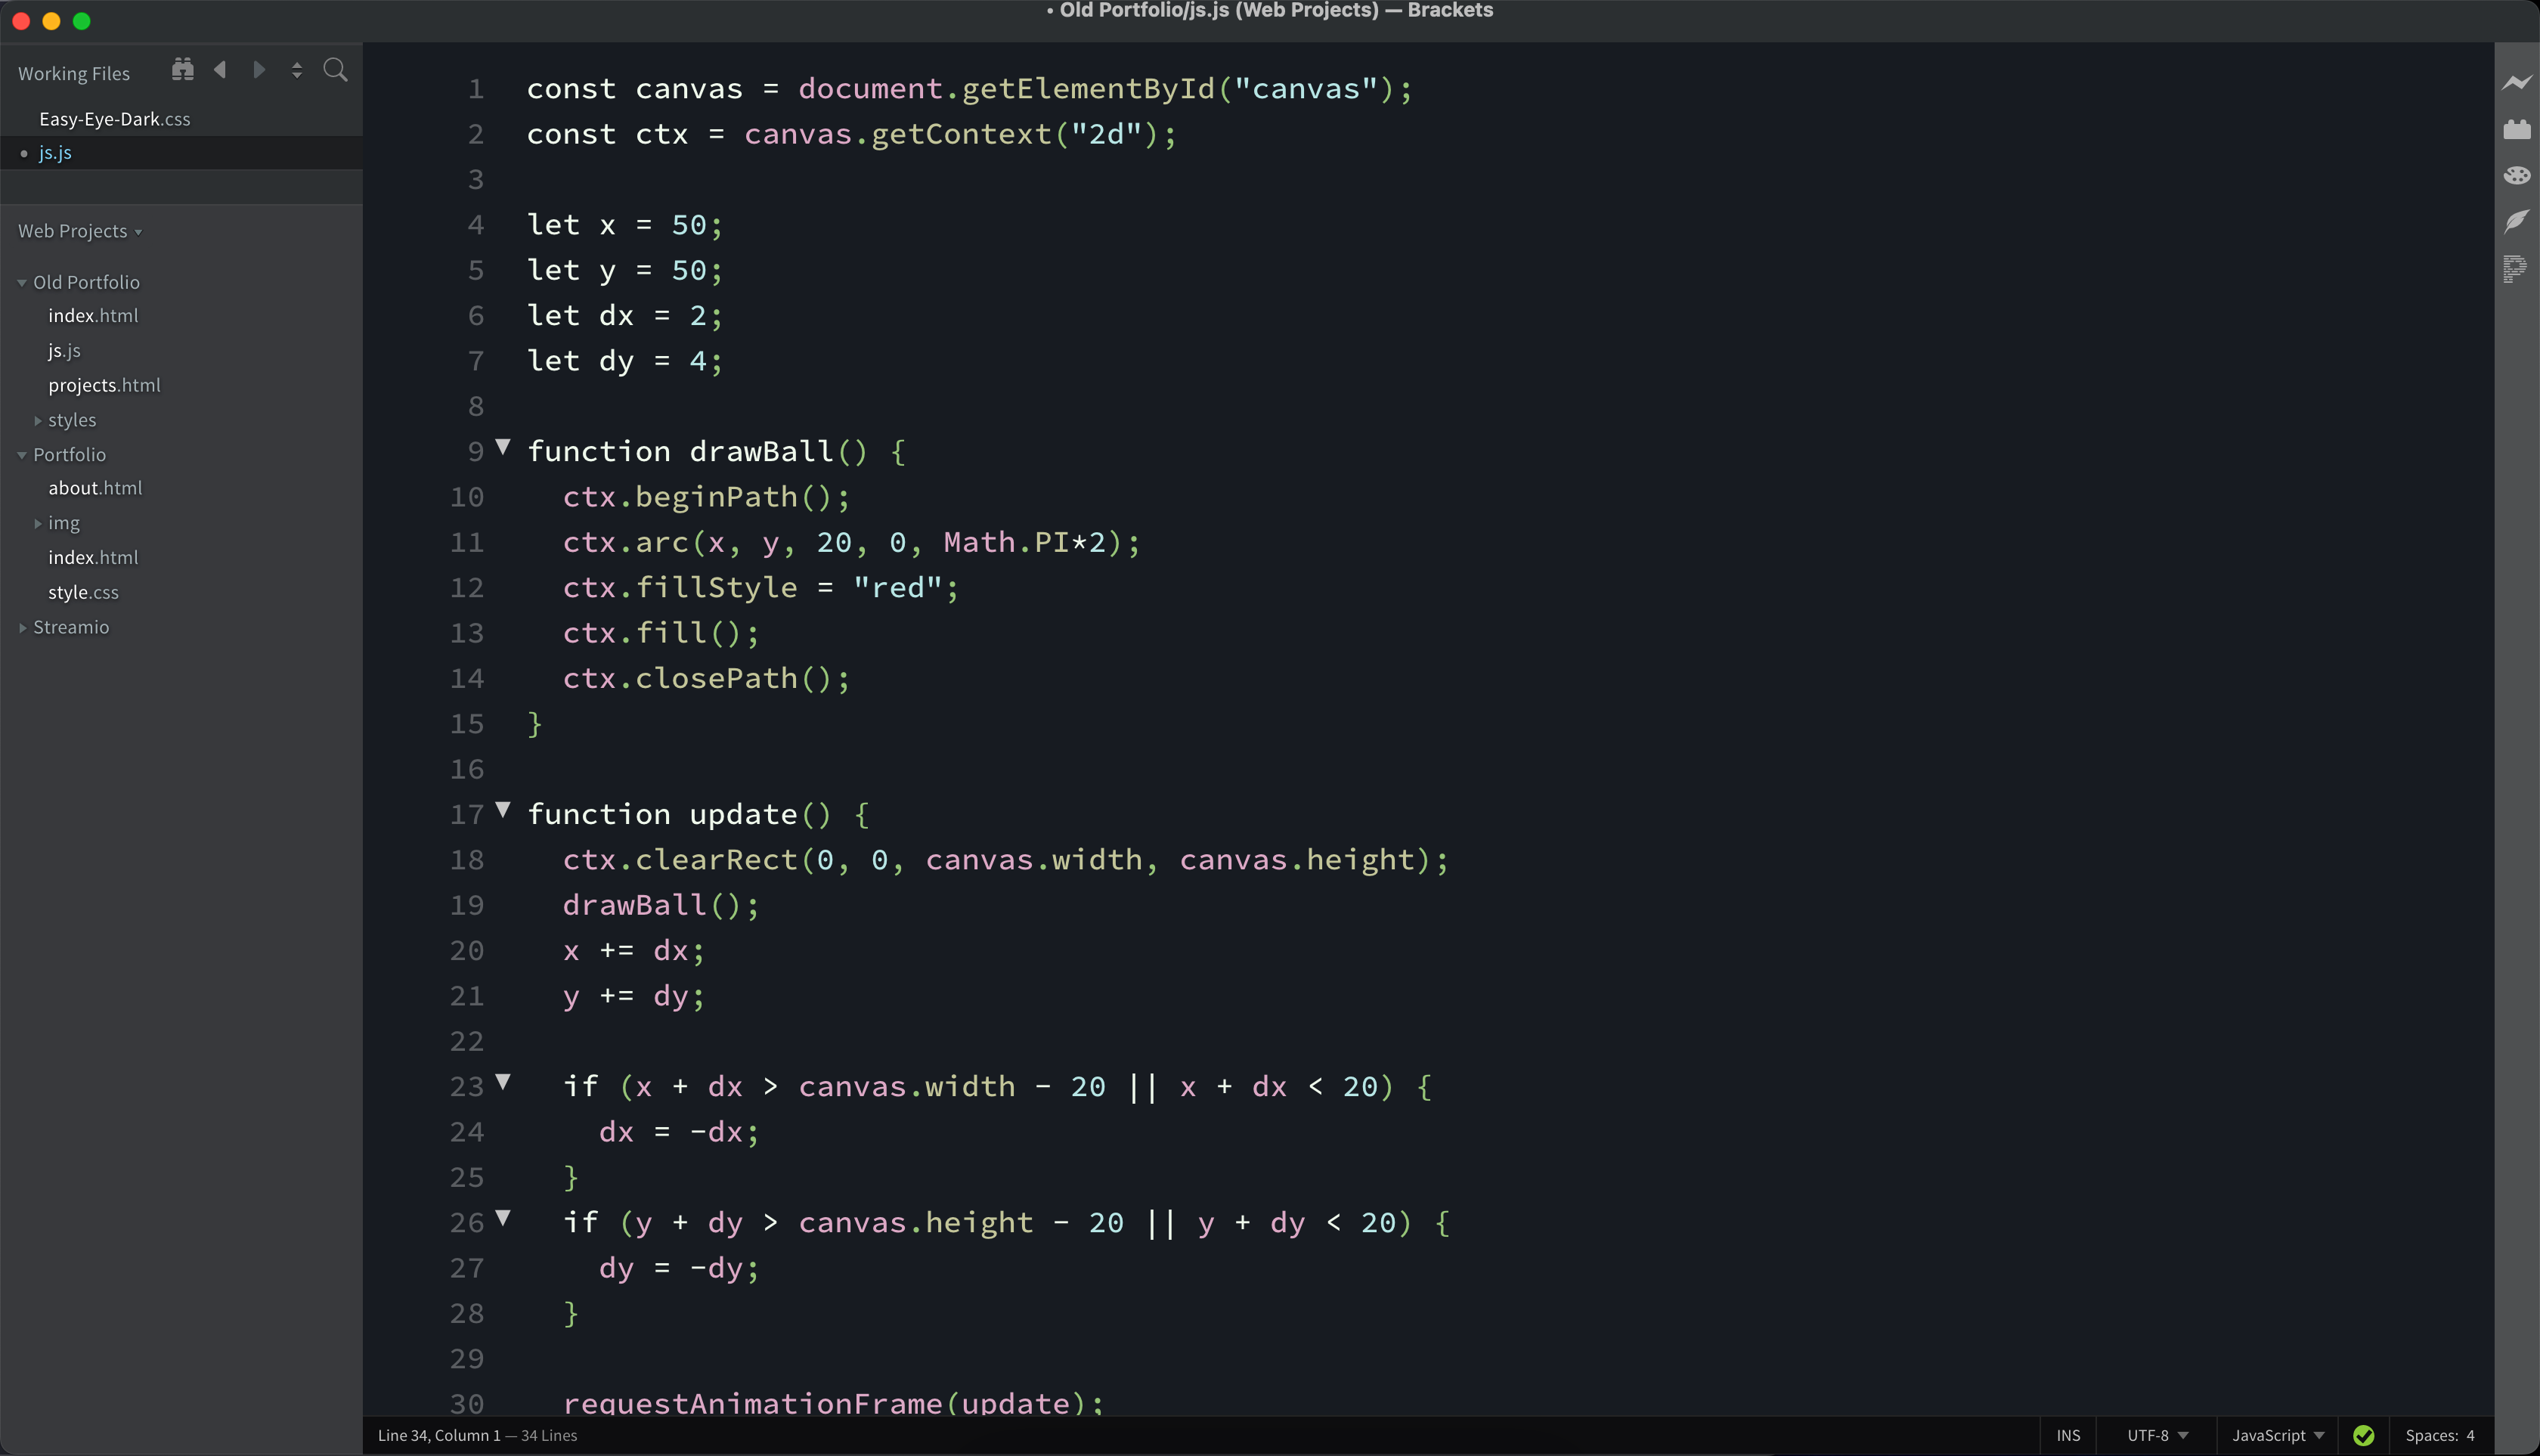 • Old Portfolio/js.js (Web Projects) — Brackets
Working Files
Easy-Eye-Dark.css
• js.js
Web Projects
Old Portfolio
index.html
js.js
projects.html
styles
Portfolio
about.html
img
index.html
style.css
Streamio
1 const canvas = document.getElementById("canvas");
2 const ctx = canvas.getContext("2d");
3
4 let x = 50;
5 let y = 50;
6 let dx = 2;
7 let dy = 4;
8
9 function drawBall() {
10   ctx.beginPath();
11   ctx.arc(x, y, 20, 0, Math.PI*2);
12   ctx.fillStyle = "red";
13   ctx.fill();
14   ctx.closePath();
15 }
16
17 function update() {
18   ctx.clearRect(0, 0, canvas.width, canvas.height);
19   drawBall();
20   x += dx;
21   y += dy;
22
23   if (x + dx > canvas.width - 20 || x + dx < 20) {
24     dx = -dx;
25   }
26   if (y + dy > canvas.height - 20 || y + dy < 20) {
27     dy = -dy;
28   }
29
30   requestAnimationFrame(update);
Line 34, Column 1 — 34 Lines
INS
UTF-8
JavaScript
Spaces: 4